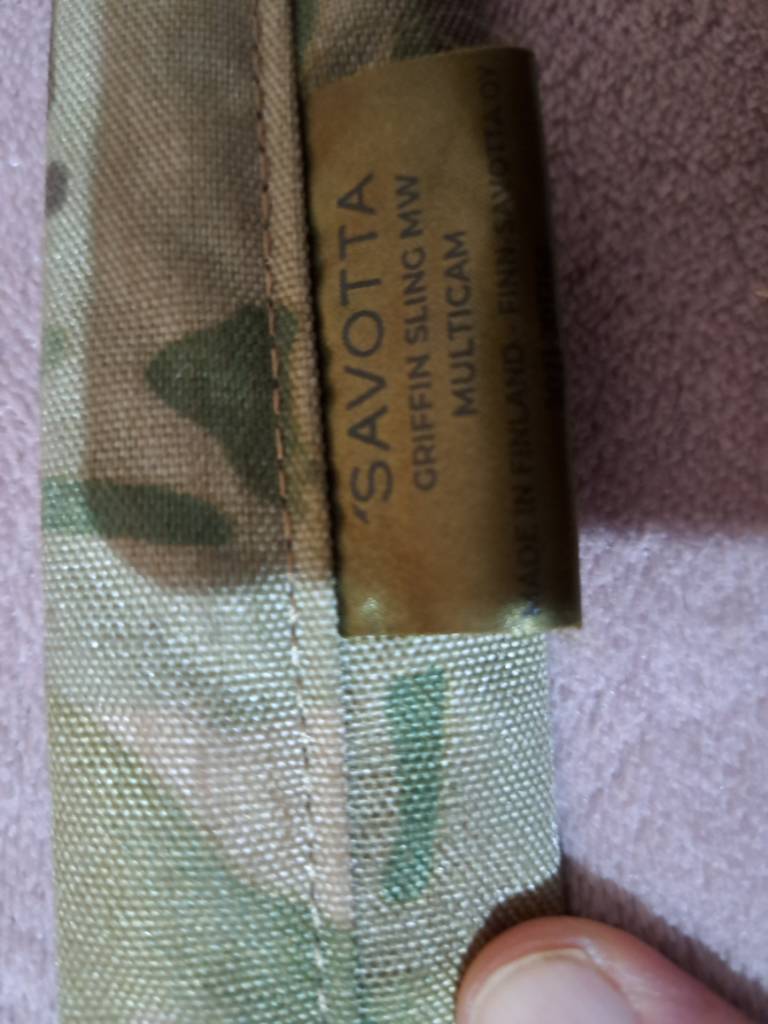 ´SAVOTTA
GRIFFIN SLING MW
MULTICAM
MADE IN FINLAND - FINN-SAVOTTA OY